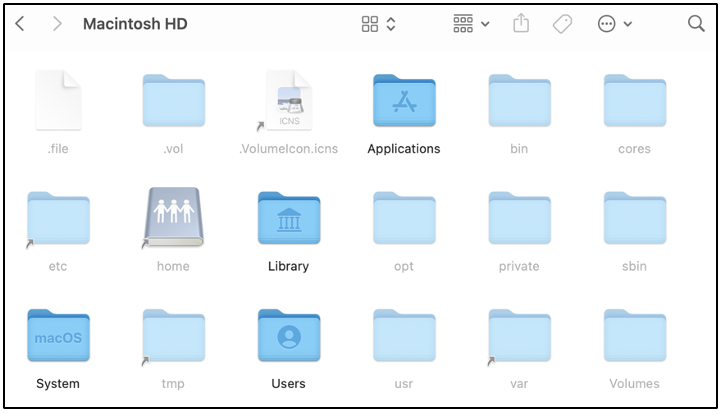 Macintosh HD
.file
.vol
ICNS
.VolumeIcon.icns
Applications
bin
cores
etc
home
Library
opt
private
sbin
macOS
System
tmp
Users
usr
var
Volumes